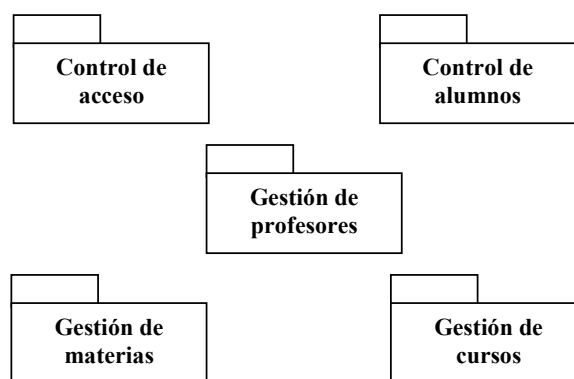 Control de
acceso
Control de
alumnos
Gestión de
profesores
Gestión de
materias
Gestión de
cursos